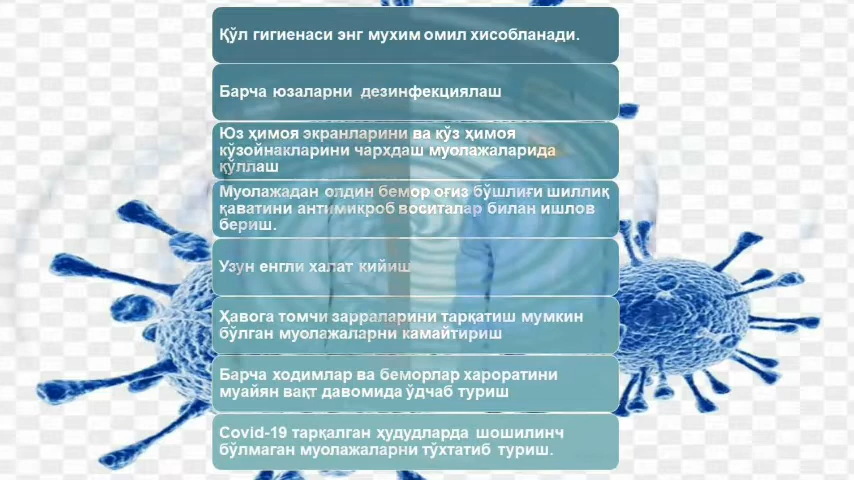 Қўл гигиенаси энг мухим омил хисобланади.
Барча юзаларни дезинфекциялаш
Юз ҳимоя экранларини ва кўз ҳимоя
кўзойнакларини чархдаш муолажаларида
қўллаш
Муолажадан олдин бемор оғиз бўшлиғи шиллиқ
қаватини антимикроб воситалар билан ишлов
бериш.
Узун енгли халат кийиш
Ҳавога томчи зарраларини тарқатиш мумкин
бўлган муолажаларни камайтириш
Барча ходимлар ва беморлар хароратини
муайян вақт давомида ўдчаб туриш
Covid-19 тарқалган ҳудудларда шошилинч
бўлмаган муолажаларни тўхтатиб туриш.